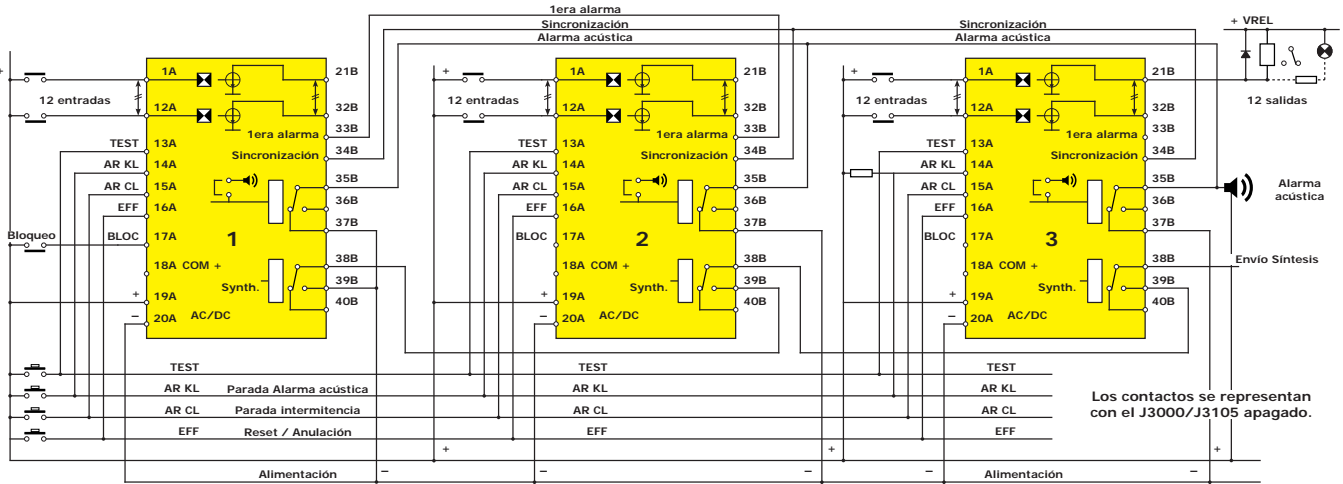 1era alarma
Sincronización
Alarma acústica
Sincronización
Alarma acústica
+ VREL
+
12 entradas
1A
12A
21B
32B
33B
34B
1era alarma
Sincronización
TEST
13A
AR KL
14A
AR CL
15A
EFF
16A
Bloqueo
BLOC
17A
18A COM +
+
19A
−
20A
AC/DC
1
Synth.
35B
36B
37B
38B
39B
40B
+
12 entradas
1A
12A
21B
32B
33B
34B
1era alarma
Sincronización
TEST
13A
AR KL
14A
AR CL
15A
EFF
16A
BLOC
17A
18A COM +
+
19A
−
20A
AC/DC
2
Synth.
35B
36B
37B
38B
39B
40B
+
12 entradas
1A
12A
21B
32B
33B
34B
1era alarma
Sincronización
TEST
13A
AR KL
14A
AR CL
15A
EFF
16A
BLOC
17A
18A COM +
+
19A
−
20A
AC/DC
3
Synth.
35B
36B
37B
38B
39B
40B
12 salidas
Alarma
acústica
Envío Síntesis
TEST
TEST
TEST
AR KL
Parada Alarma acústica
AR KL
AR KL
AR CL
Parada intermitencia
AR CL
AR CL
EFF
Reset / Anulación
EFF
EFF
Los contactos se representan
con el J3000/J3105 apagado.
+
+
+
Alimentación
−
−
−
−
−
Alimentación